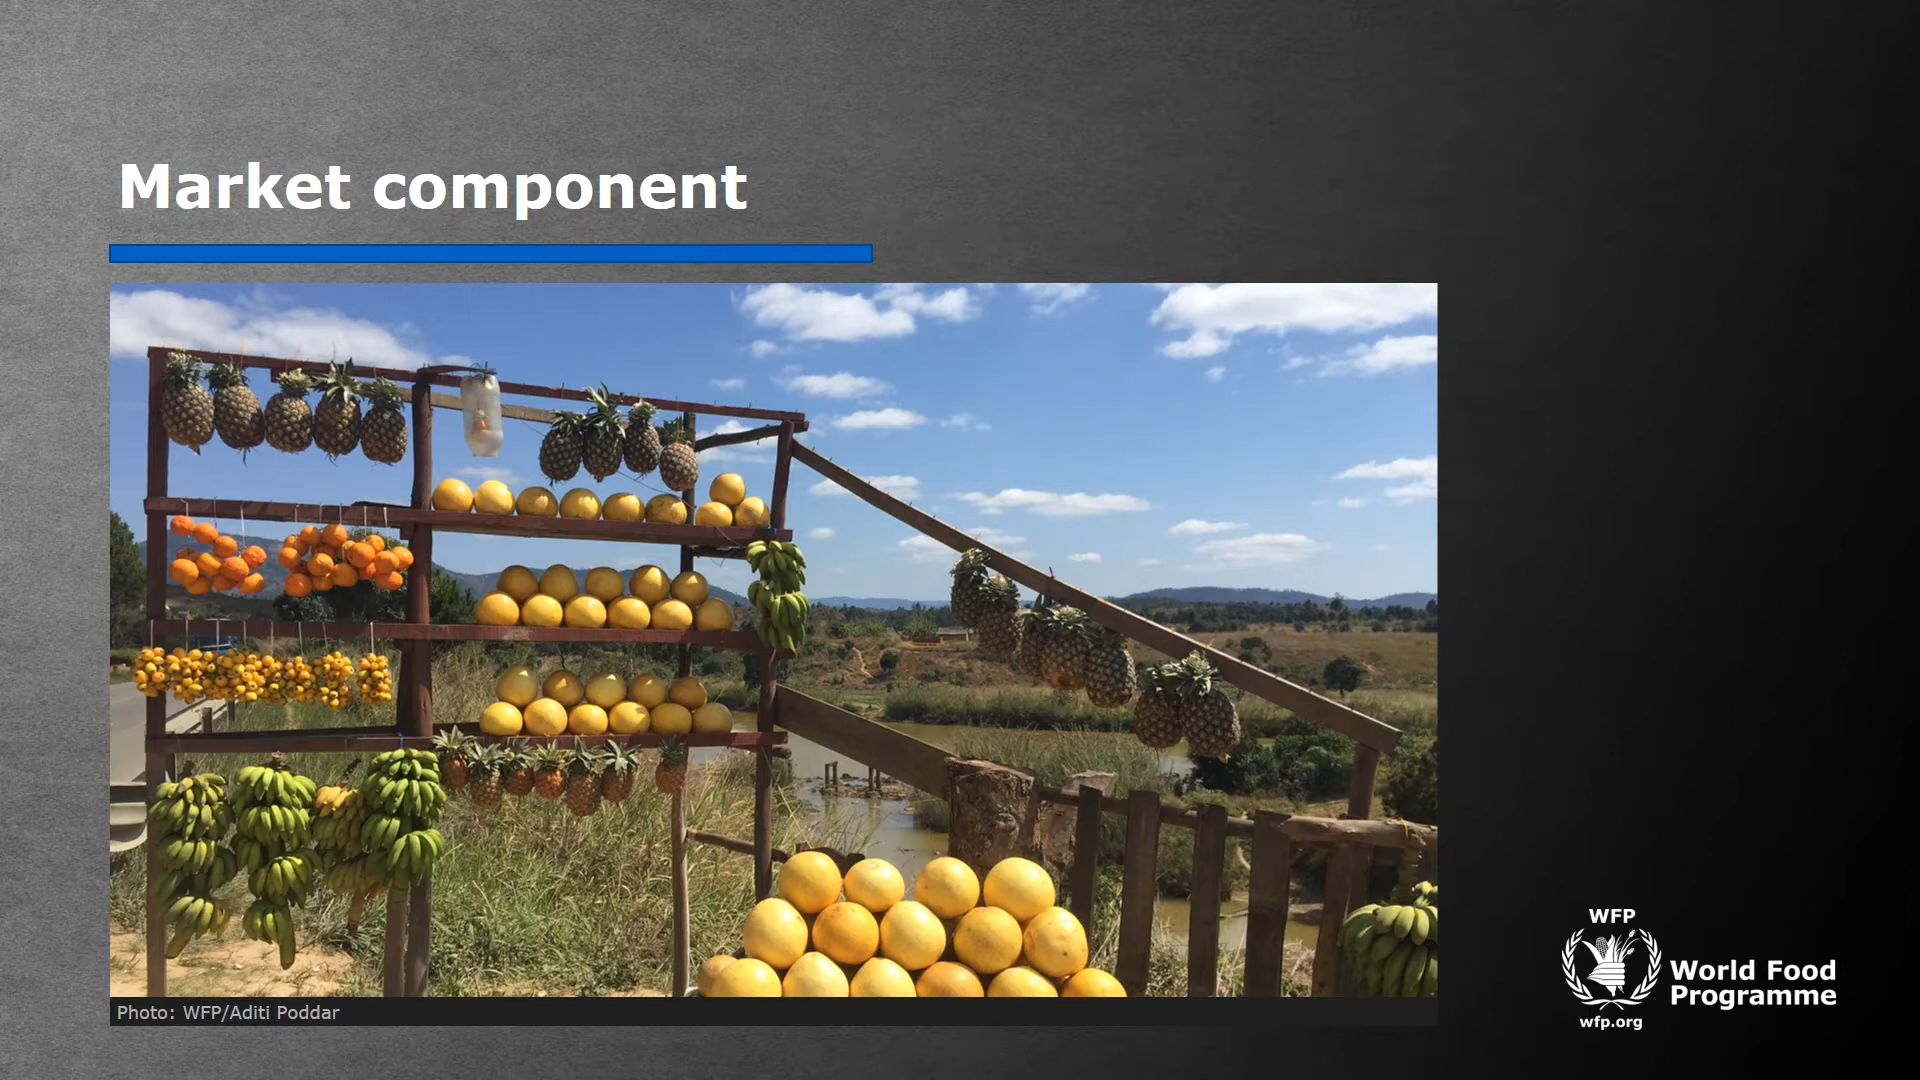 Market component
Photo: WFP/Aditi Poddar
WFP
World Food
Programme
wfp.org